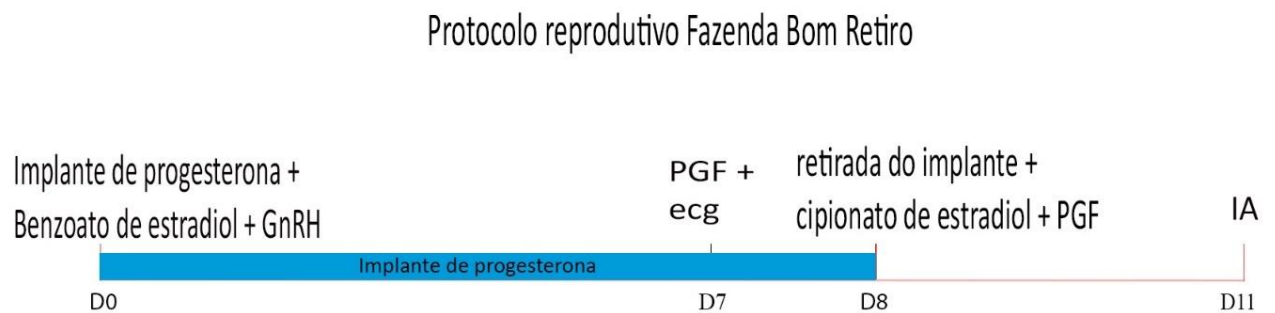 Protocolo reprodutivo Fazenda Bom Retiro
Implante de progesterona +
Benzoato de estradiol + GnRH
PGF +
ecg
retirada do implante +
cipionato de estradiol + PGF
IA
Implante de progesterona
D0
D7
D8
D11